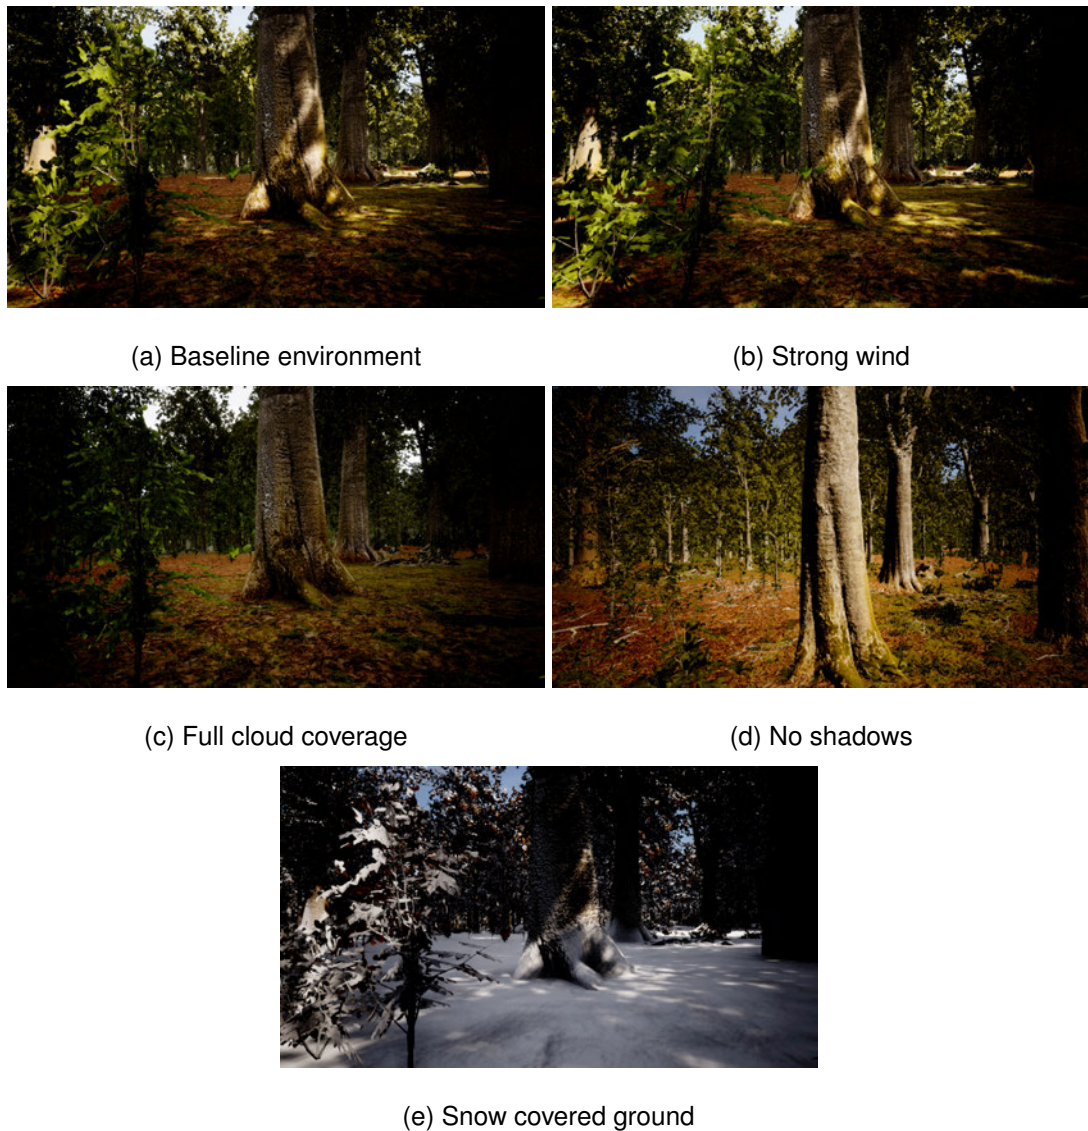 (a) Baseline environment
(b) Strong wind
(c) Full cloud coverage
(d) No shadows
(e) Snow covered ground